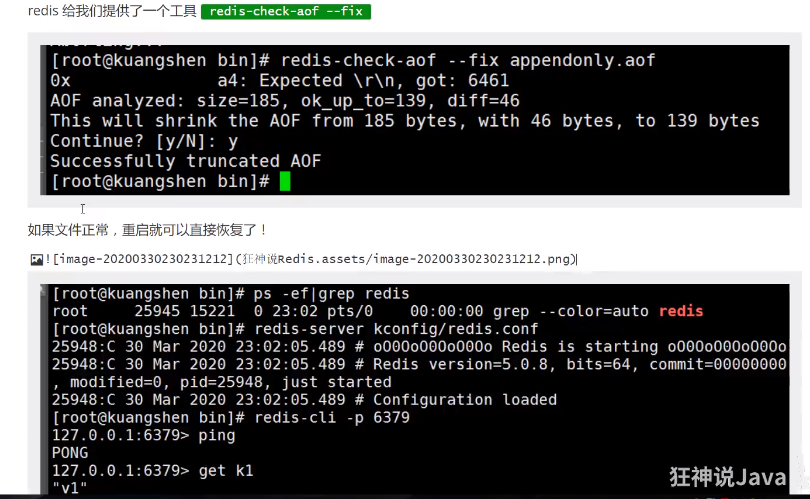 redis 给我们提供了一个工具 redis-check-aof --fix
[root@kuangshen bin]# redis-check-aof --fix appendonly.aof
0x              a4: Expected \r\n, got: 6461
AOF analyzed: size=185, ok_up_to=139, diff=46
This will shrink the AOF from 185 bytes, with 46 bytes, to 139 bytes
Continue? [y/N]: y
Successfully truncated AOF
[root@kuangshen bin]#
如果文件正常，重启就可以直接恢复了！
![image-20200330230231212](狂神说Redis.assets/image-20200330230231212.png)
[root@kuangshen bin]# ps -ef|grep redis
root     25945 15221  0 23:02 pts/0    00:00:00 grep --color=auto redis
[root@kuangshen bin]# redis-server kconfig/redis.conf
25948:C 30 Mar 2020 23:02:05.489 # oO0OoO0OoO0Oo Redis is starting oO0OoO0OoO0Oo
25948:C 30 Mar 2020 23:02:05.489 # Redis version=5.0.8, bits=64, commit=00000000
, modified=0, pid=25948, just started
25948:C 30 Mar 2020 23:02:05.489 # Configuration loaded
[root@kuangshen bin]# redis-cli -p 6379
127.0.0.1:6379> ping
PONG
127.0.0.1:6379> get k1
"v1"
狂神说Java